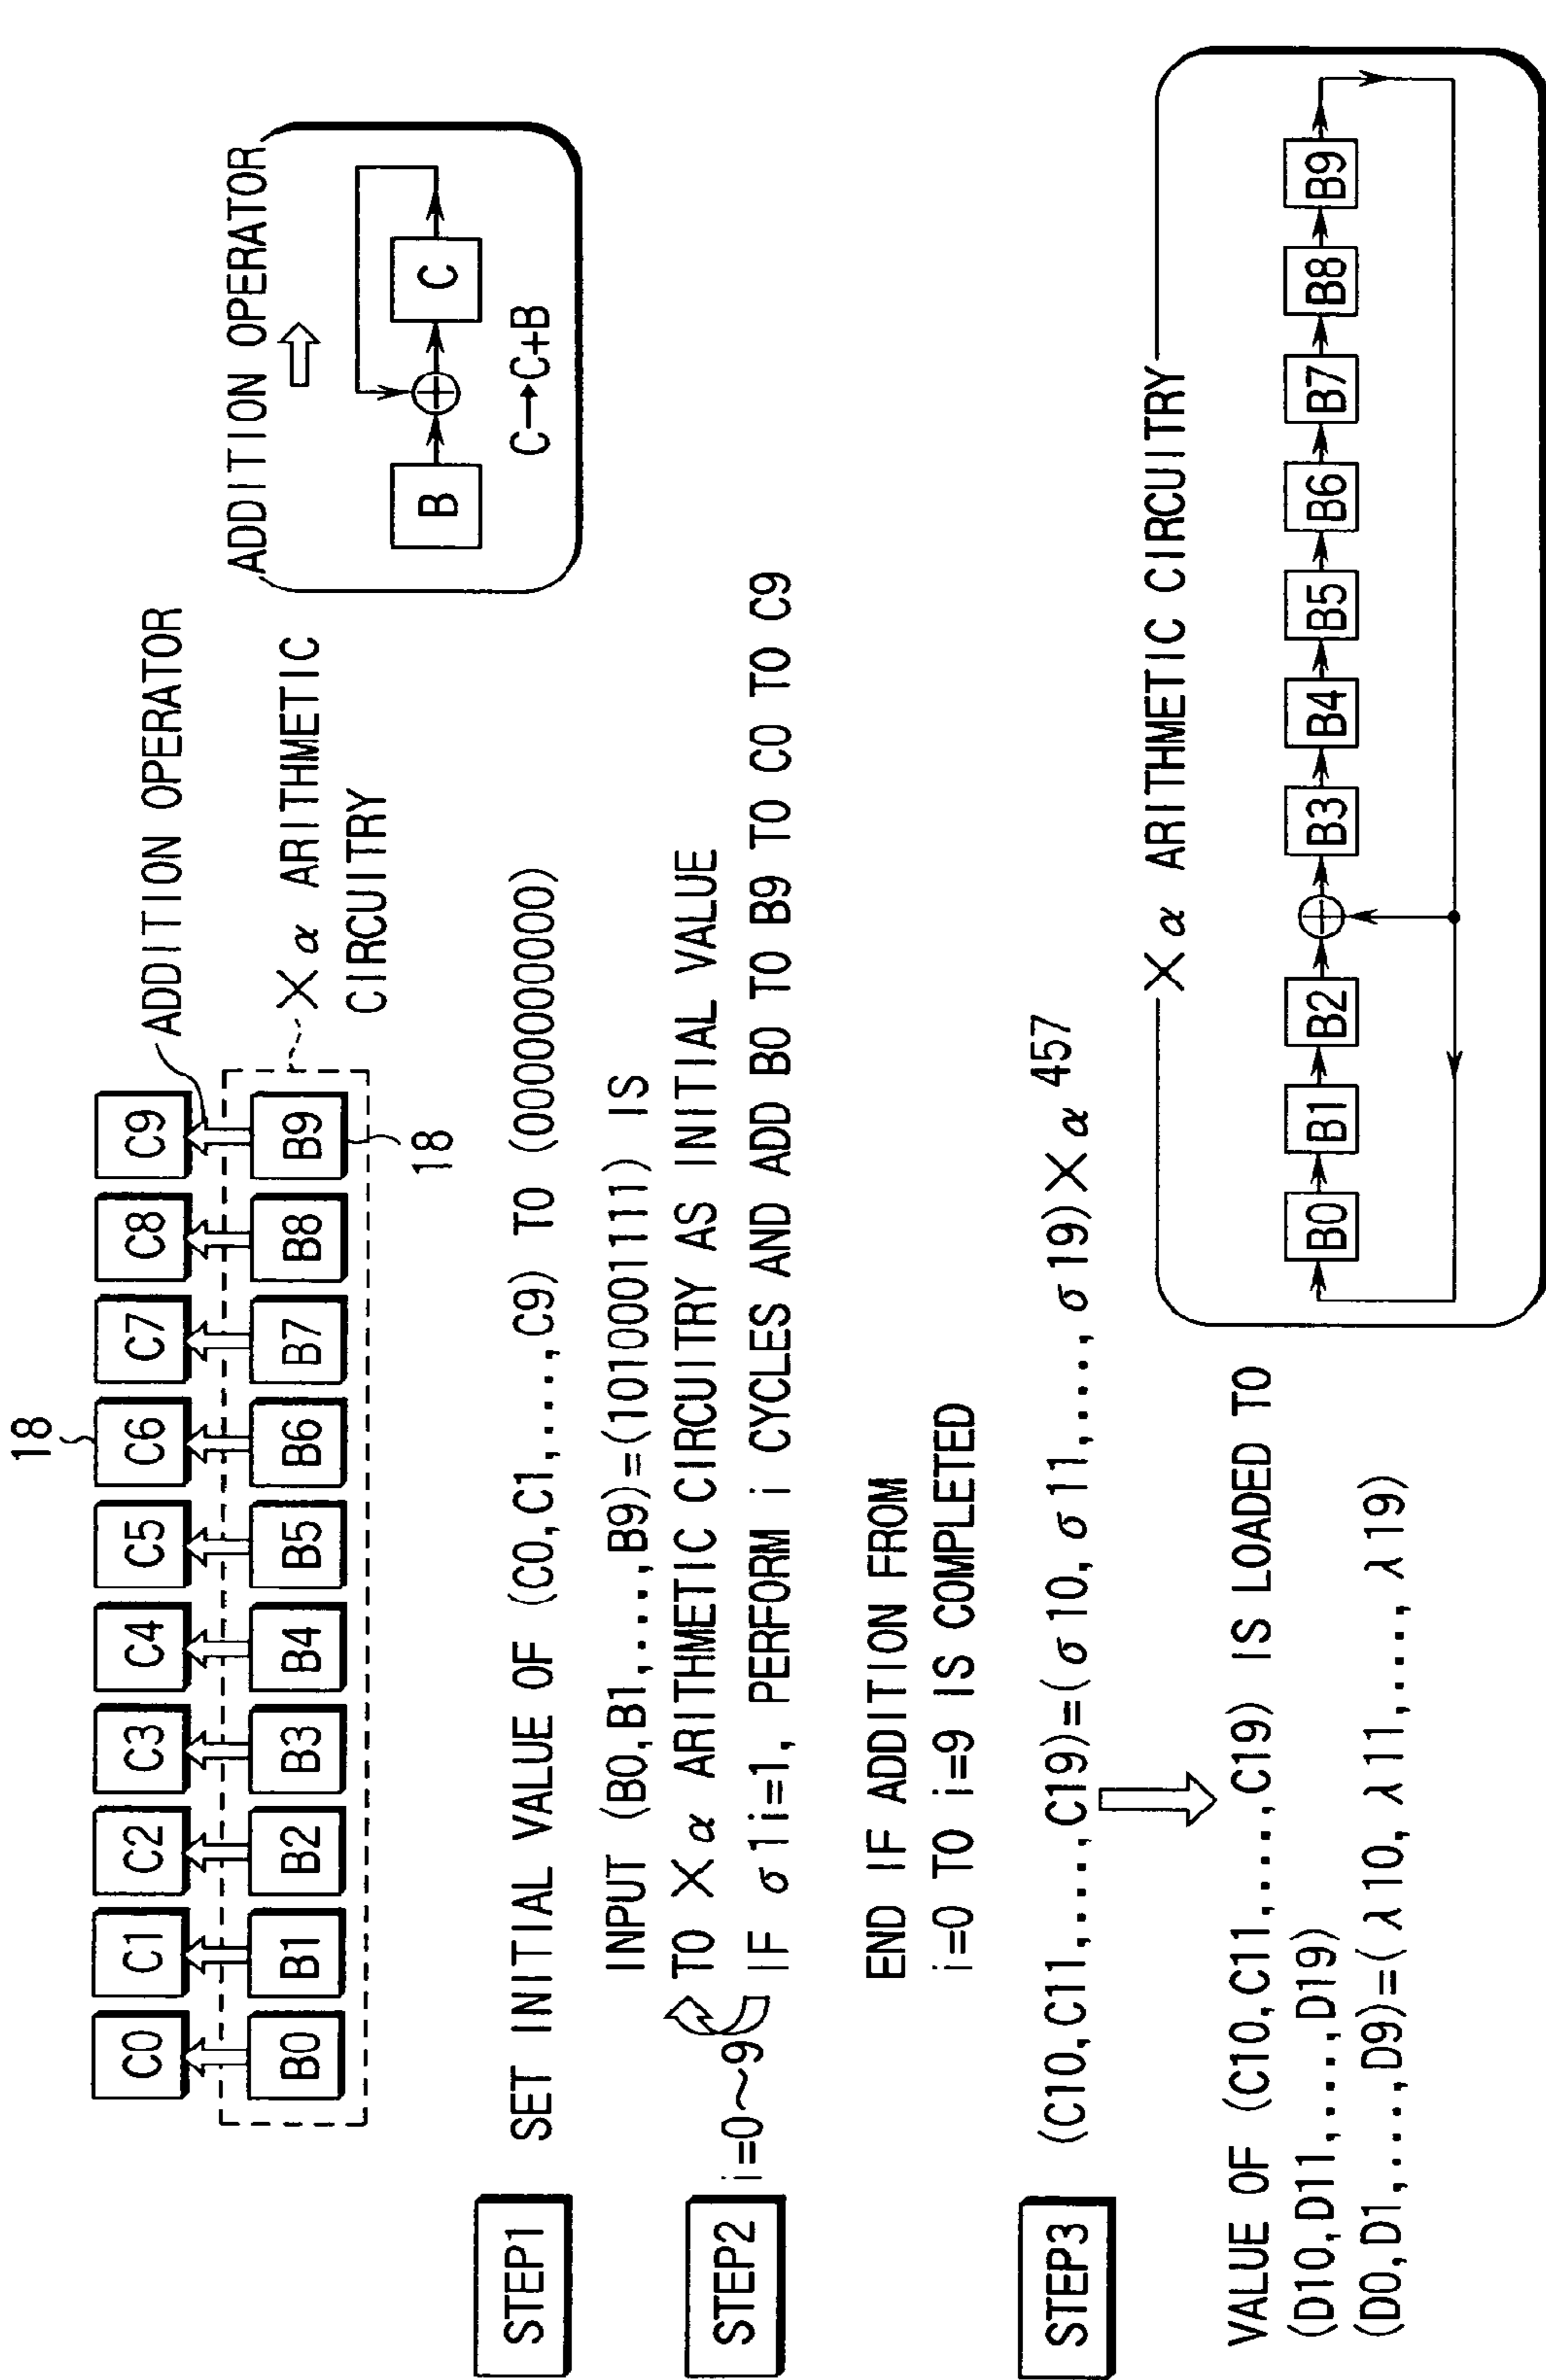 18
C0 C1 C2 C3 C4 C5 C6 C7 C8 C9
ADDITION OPERATOR
B0 B1 B2 B3 B4 B5 B6 B7 B8 B9
× α ARITHMETIC
CIRCUITRY
18
ADDITION OPERATOR
B
C
C→C+B
STEP1
SET INITIAL VALUE OF (C0,C1,...,C9) TO (0000000000)
STEP2
i=0~9
INPUT (B0,B1,...,B9)=(1010001111) IS
TO × α ARITHMETIC CIRCUITRY AS INITIAL VALUE
IF σ1i=1, PERFORM i CYCLES AND ADD B0 TO B9 TO C0 TO C9
END IF ADDITION FROM
i=0 TO i=9 IS COMPLETED
STEP3
(C10,C11,...,C19)=(σ10,σ11,...,σ19)×α 457
VALUE OF (C10,C11,...,C19) IS LOADED TO
(D10,D11,...,D19)
(D0,D1,...,D9)=(λ10,λ11,...,λ19)
× α ARITHMETIC CIRCUITRY
B0 B1 B2 B3 B4 B5 B6 B7 B8 B9